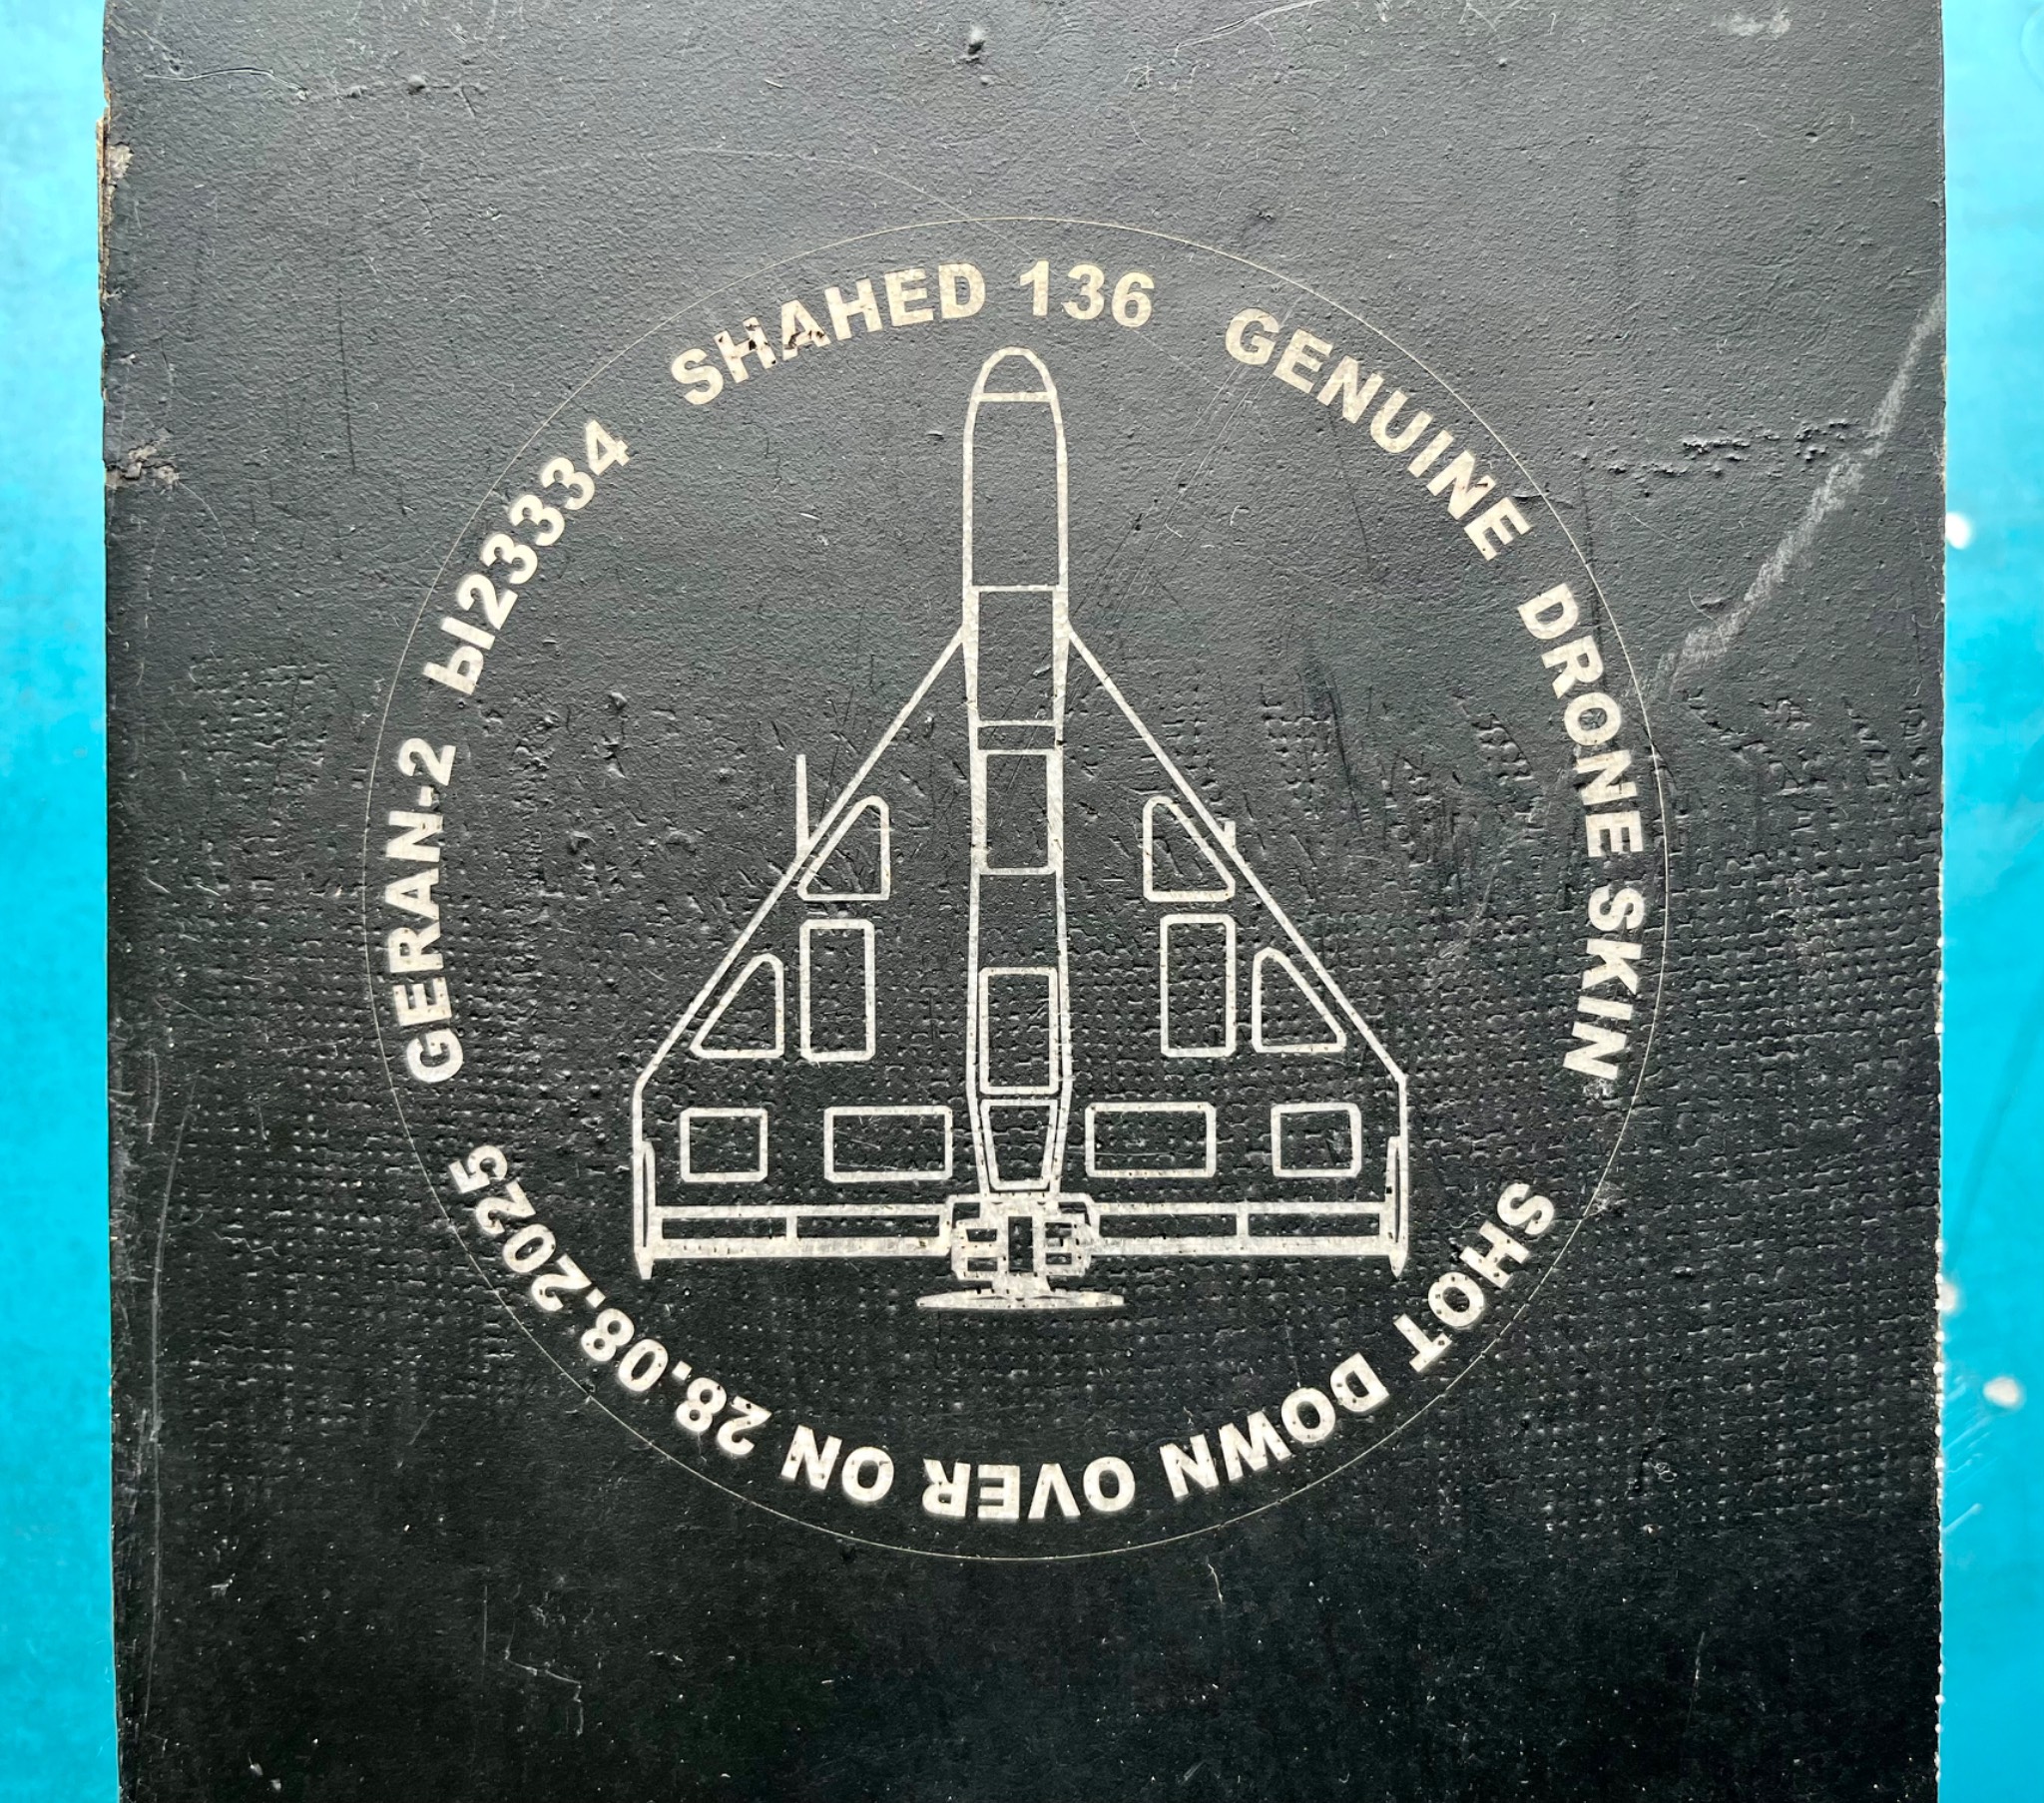 SHAHED 136
GENUINE DRONE SKIN
SHOT DOWN OVER ON 28.08.2025
GERAN-2 ы23334